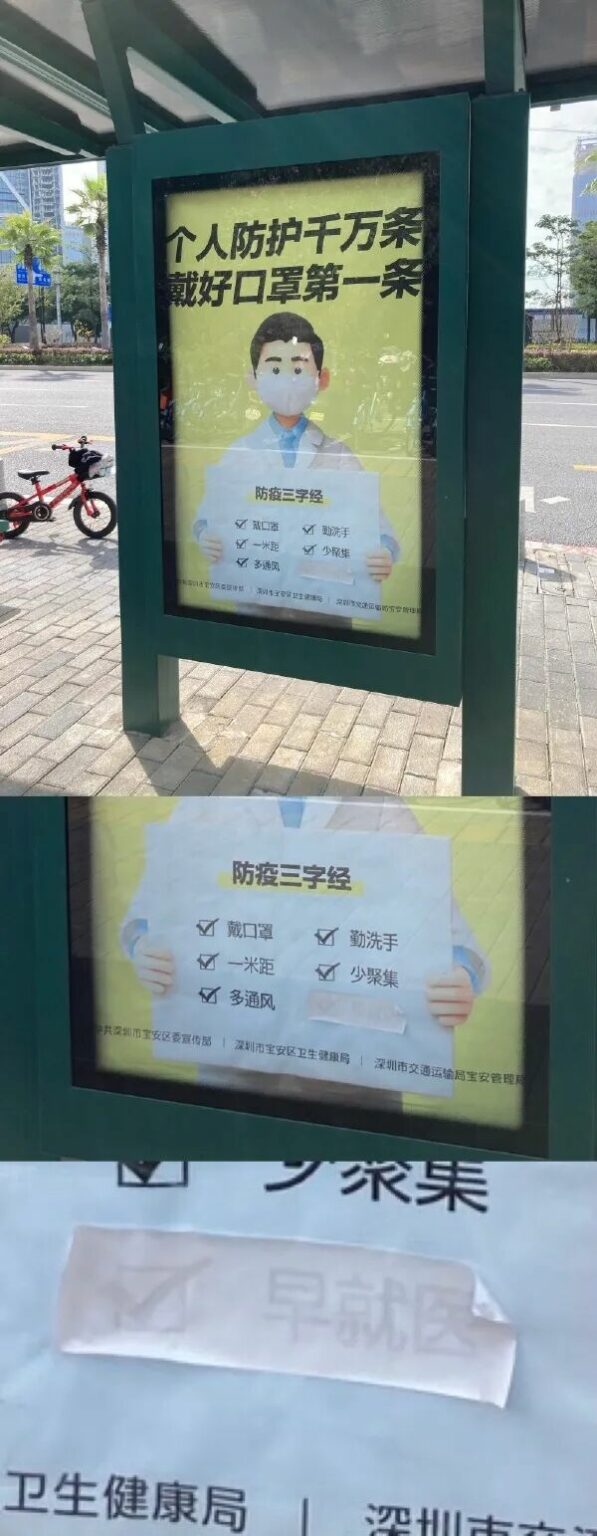 个人防护千万条
戴好口罩第一条
防疫三字经
戴口罩 勤洗手
一米距 少聚集
多通风
深圳市宝安区卫生健康局
防疫三字经
戴口罩 勤洗手
一米距 少聚集
多通风
共深圳市宝安区委宣传部 | 深圳市宝安区卫生健康局 | 深圳市交通运输局宝安管理局
少聚集
早就医
卫生健康局 | 深圳市交